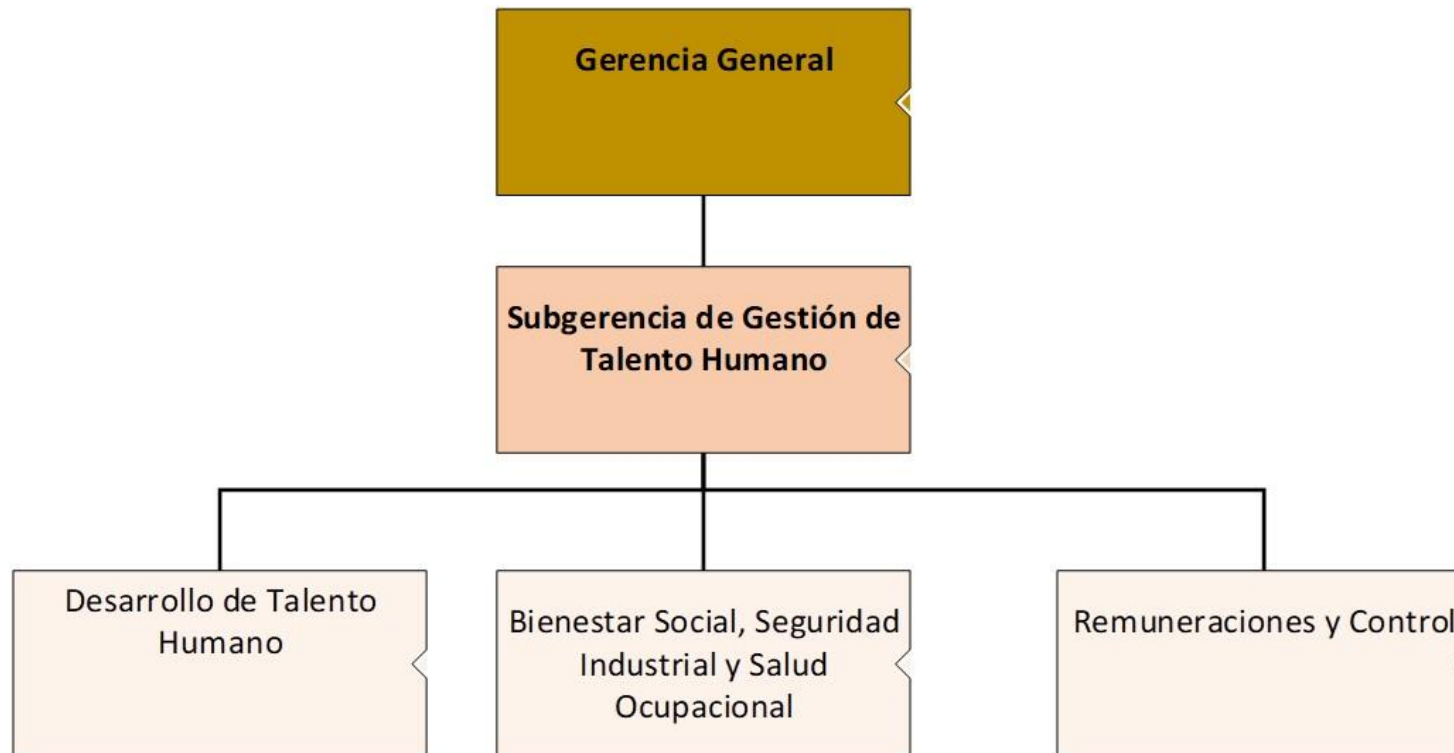 Gerencia General
Subgerencia de Gestión de
Talento Humano
Desarrollo de Talento
Humano
Bienestar Social, Seguridad
Industrial y Salud
Ocupacional
Remuneraciones y Control